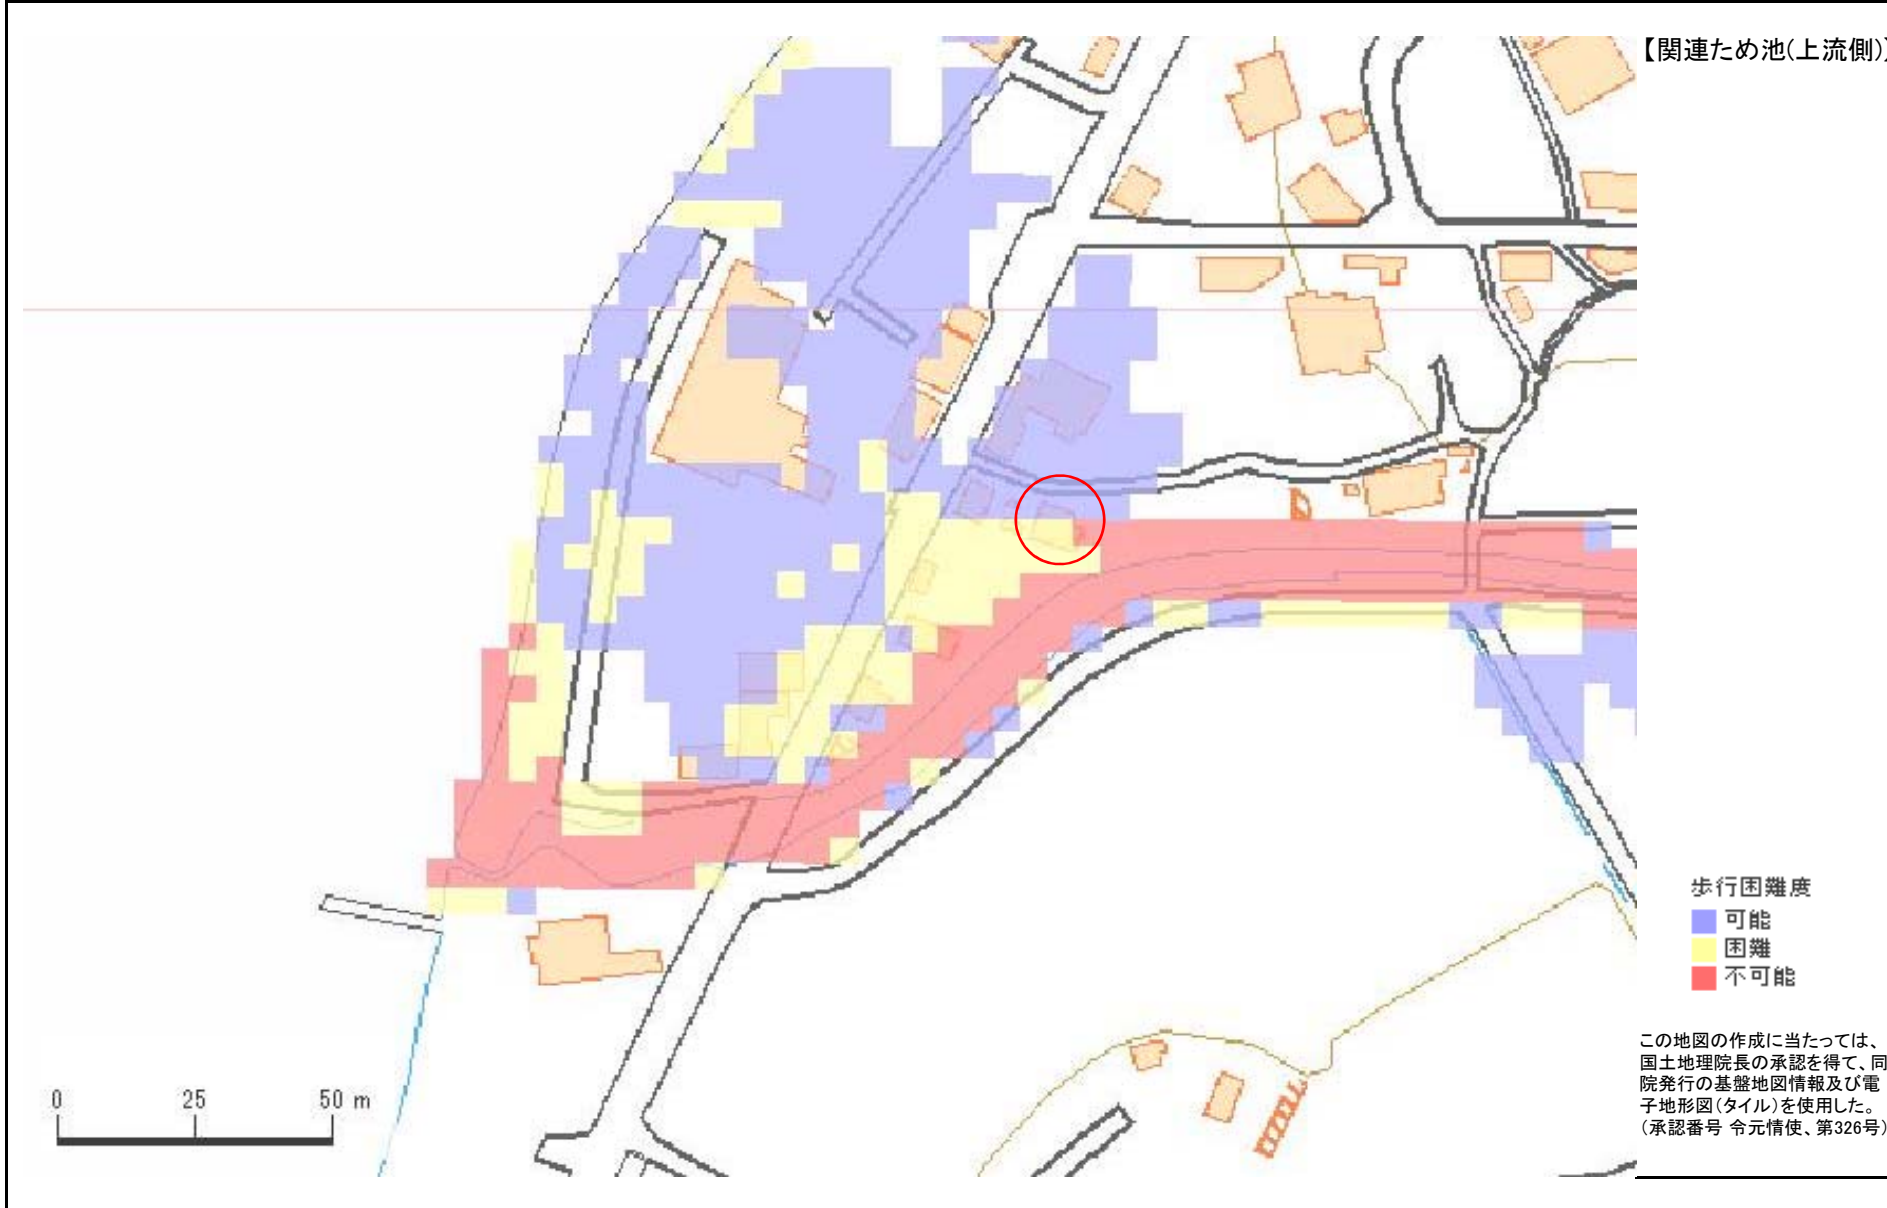 【関連ため池(上流側)】
歩行困難度
可能
困難
不可能
この地図の作成に当たっては、
国土地理院長の承認を得て、同
院発行の基盤地図情報及び電
子地形図(タイル)を使用した。
(承認番号 令元情使、第326号)
0 25 50 m